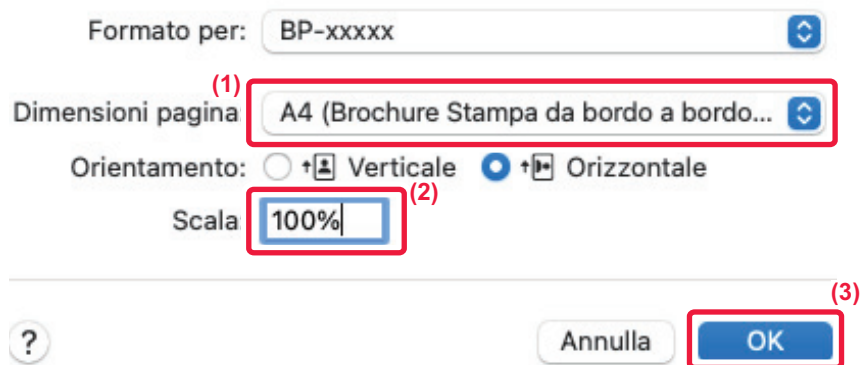 Formato per: BP-xxxxx
(1)
Dimensioni pagina: A4 (Brochure Stampa da bordo a bordo...
Orientamento: Verticale Orizzontale
(2)
Scala: 100%
(3)
? Annulla OK